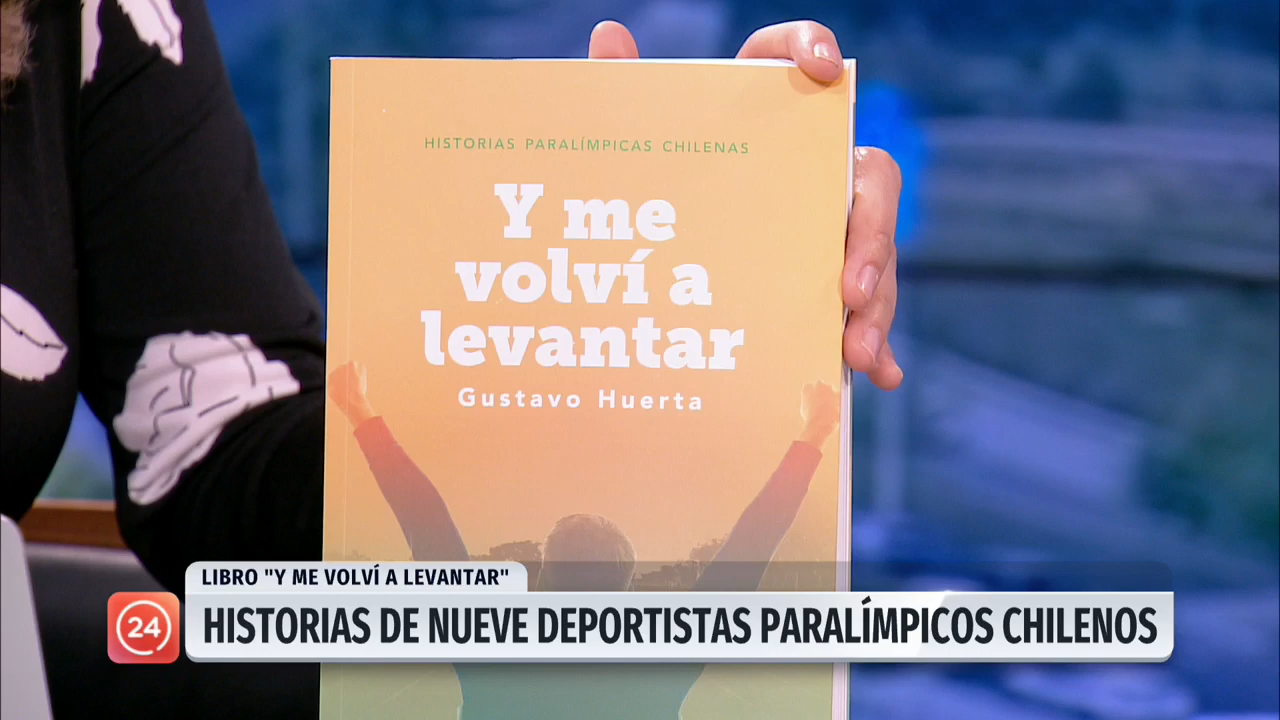 HISTORIAS PARALÍMPICAS CHILENAS
Y me
volví a
levantar
Gustavo Huerta
LIBRO "Y ME VOLVÍ A LEVANTAR"
24
HISTORIAS DE NUEVE DEPORTISTAS PARALÍMPICOS CHILENOS